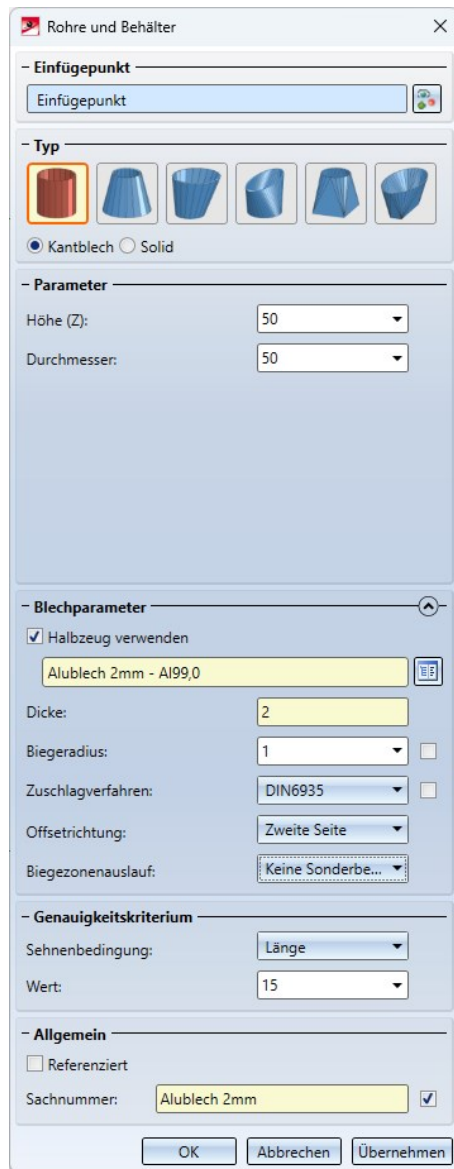 Rohre und Behälter
Einfügepunkt
Einfügepunkt
Typ
Kantblech Solid
Parameter
Höhe (Z): 50
Durchmesser: 50
Blechparameter
Halbzeug verwenden
Alublech 2mm - Al99,0
Dicke: 2
Biegeradius: 1
Zuschlagverfahren: DIN6935
Offsetrichtung: Zweite Seite
Biegezonenauslauf: Keine Sonderbe...
Genauigkeitskriterium
Sehnenbedingung: Länge
Wert: 15
Allgemein
Referenziert
Sachnummer: Alublech 2mm
OK Abbrechen Übernehmen